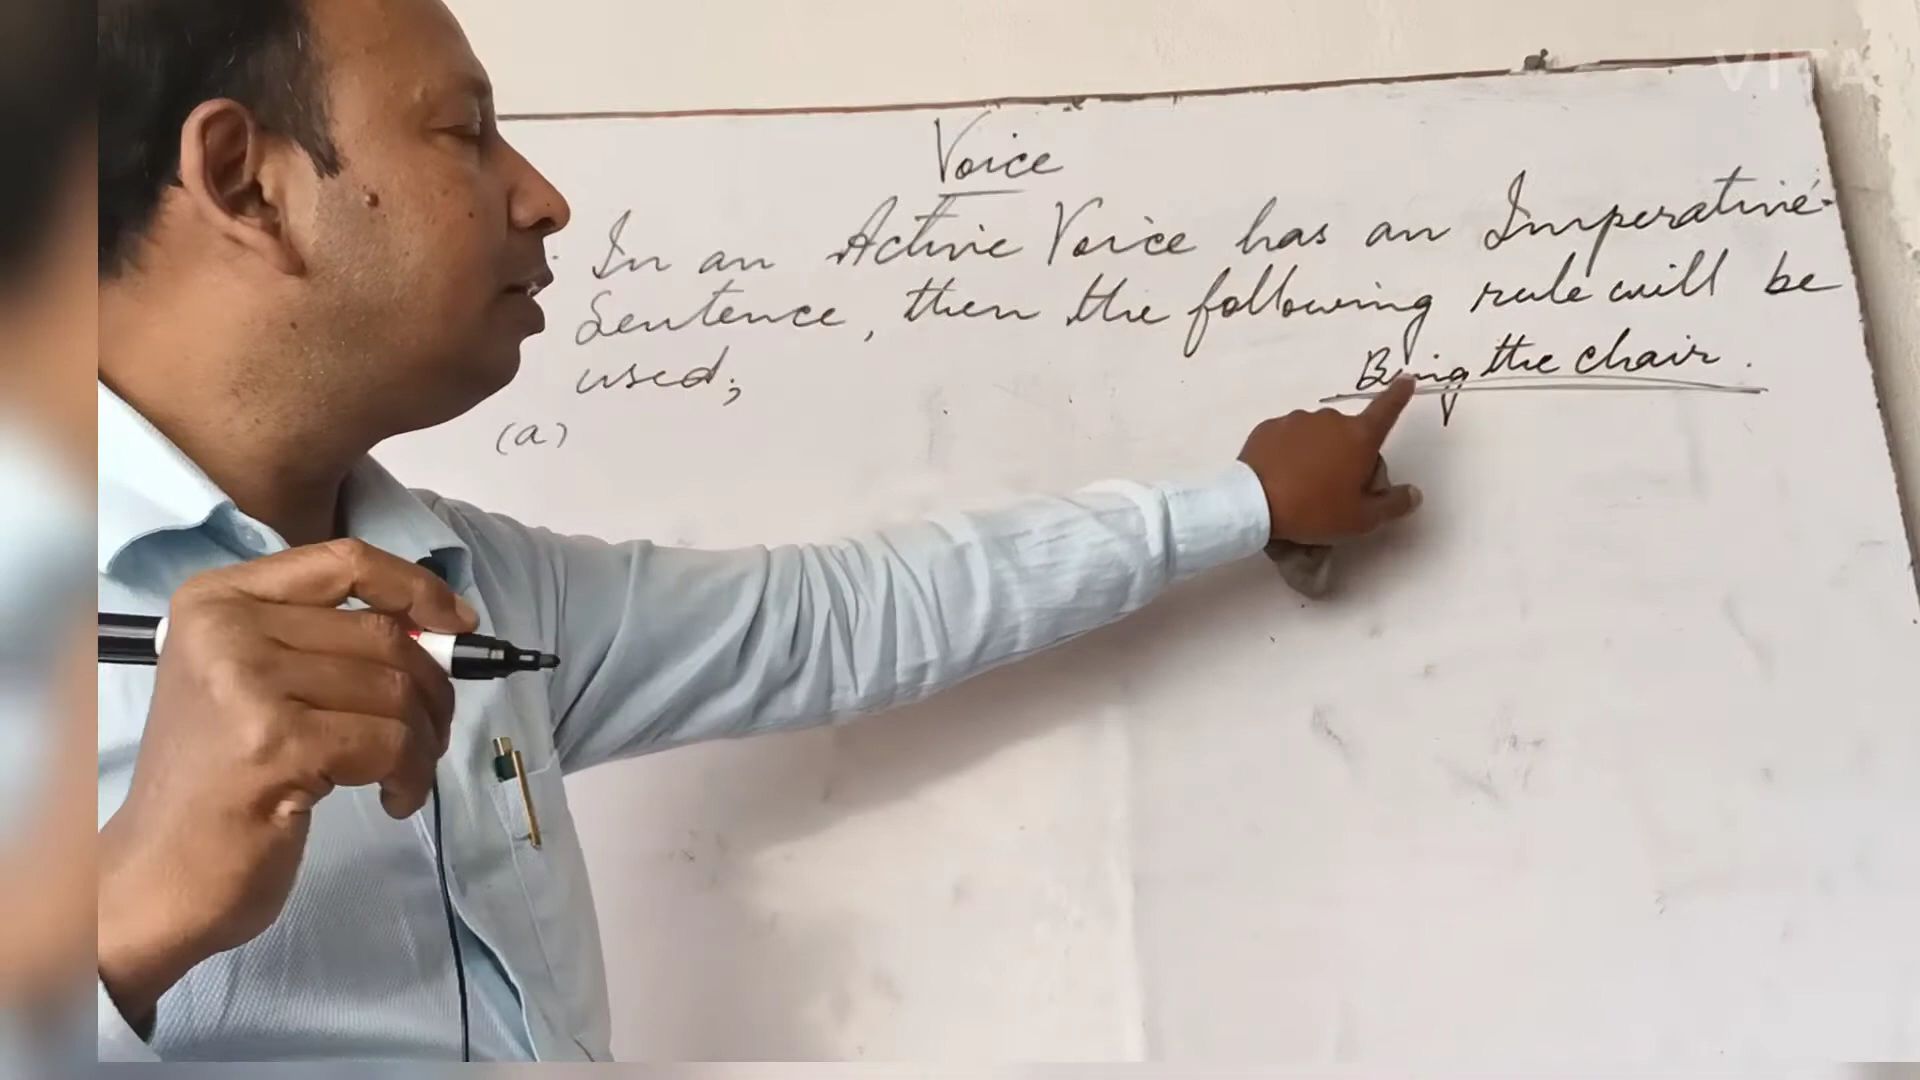 VITA
Voice
In an Active Voice has an Imperative
Sentence, then the following rule will be
used;
Bring the chair.
(a)